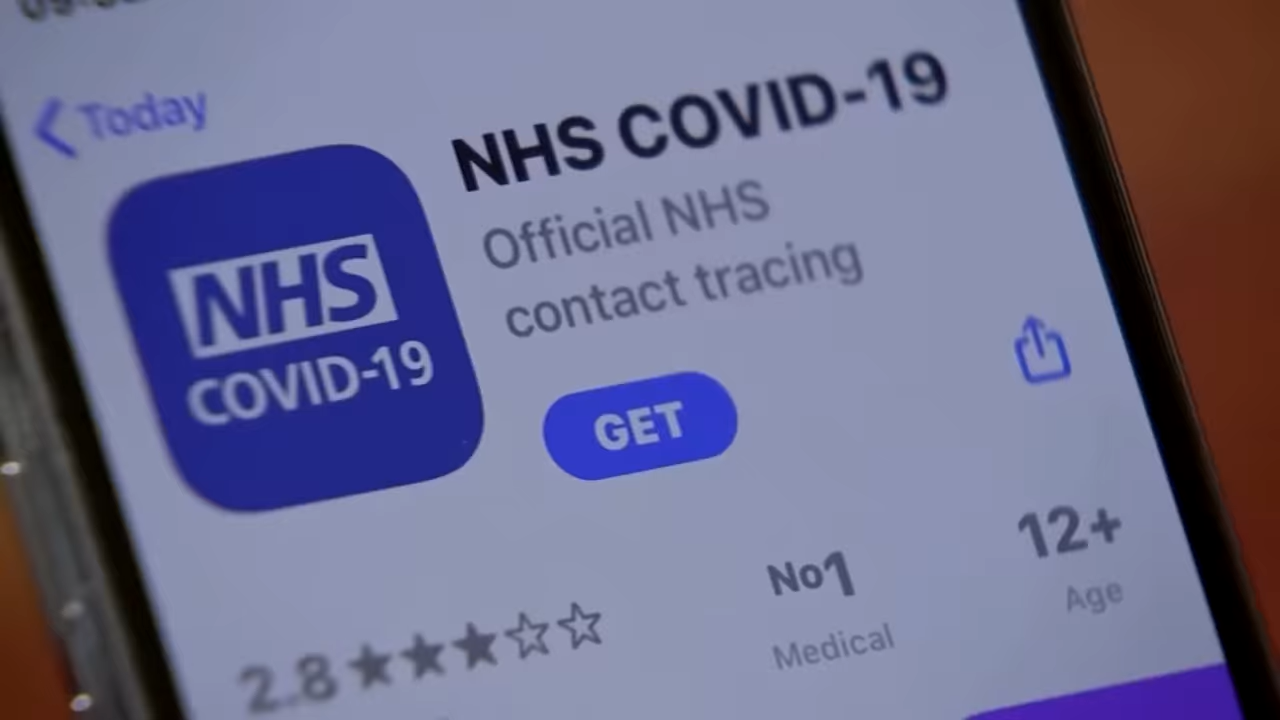 Today
NHS COVID-19
Official NHS
contact tracing
NHS
COVID-19
GET
2.8
No1
Medical
12+
Age